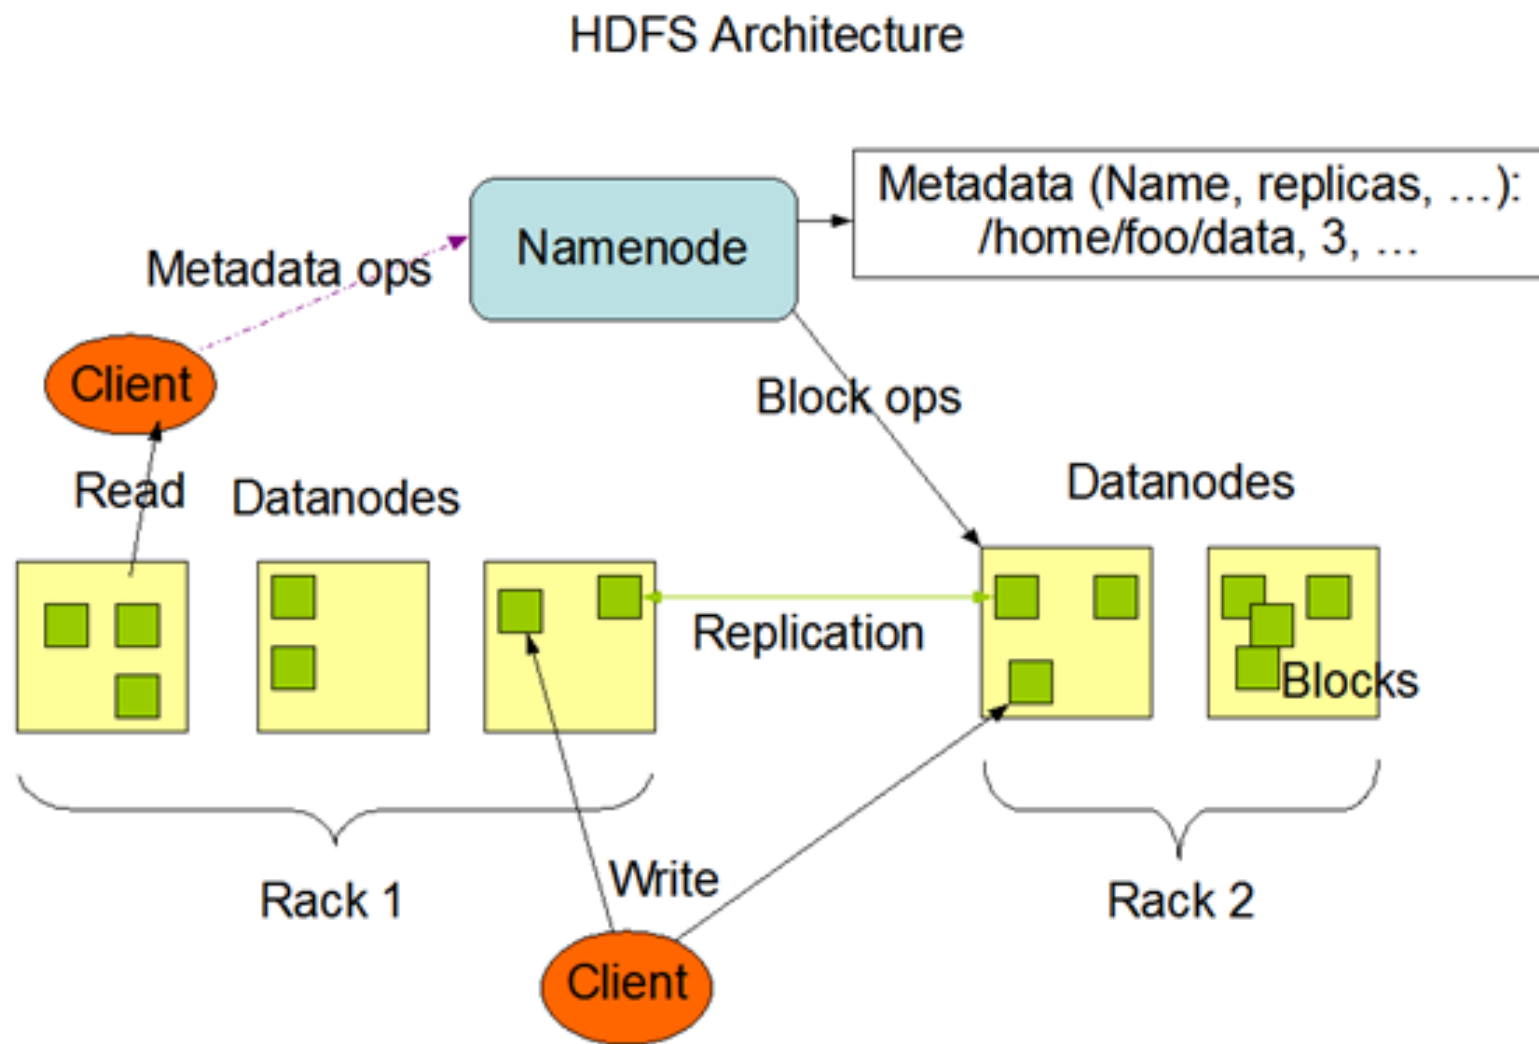 HDFS Architecture
Metadata (Name, replicas, …):
/home/foo/data, 3, …
Namenode
Metadata ops
Client
Block ops
Read
Datanodes
Datanodes
Replication
Blocks
Rack 1
Write
Rack 2
Client